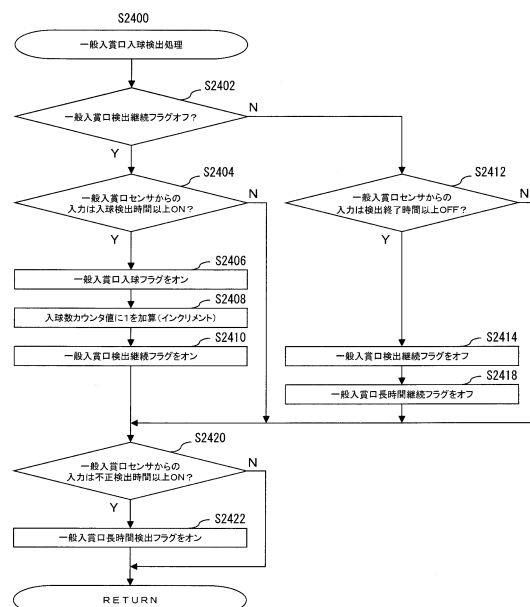 S2400
一般入賞口入球検出処理
S2402
一般入賞口検出継続フラグオフ?
N
Y
S2404
一般入賞口センサからの
入力は入球検出時間以上ON?
N
Y
S2412
一般入賞口センサからの
入力は検出終了時間以上OFF?
N
Y
S2406
一般入賞口入球フラグをオン
S2408
入球数カウンタ値に1を加算(インクリメント)
S2410
一般入賞口検出継続フラグをオン
S2414
一般入賞口検出継続フラグをオフ
S2418
一般入賞口長時間継続フラグをオフ
S2420
一般入賞口センサからの
入力は不正検出時間以上ON?
N
Y
S2422
一般入賞口長時間検出フラグをオン
RETURN